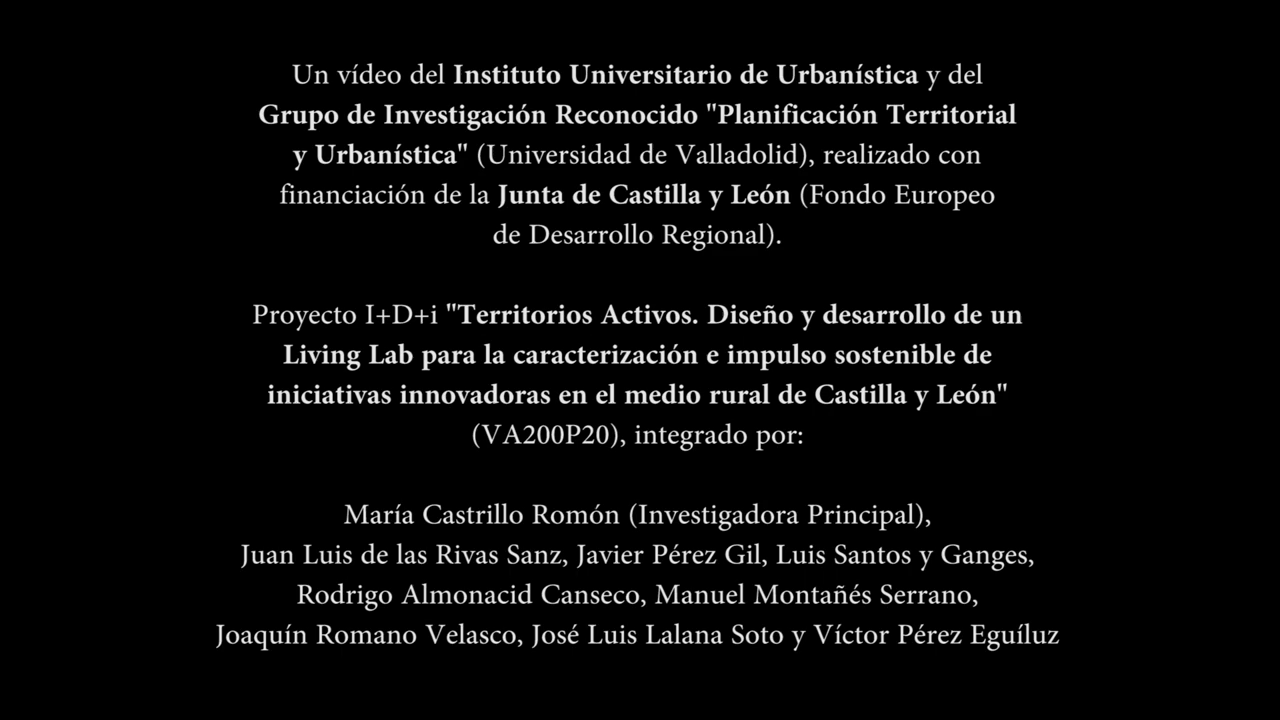 Un vídeo del Instituto Universitario de Urbanística y del
Grupo de Investigación Reconocido "Planificación Territorial
y Urbanística" (Universidad de Valladolid), realizado con
financiación de la Junta de Castilla y León (Fondo Europeo
de Desarrollo Regional).
Proyecto I+D+i "Territorios Activos. Diseño y desarrollo de un
Living Lab para la caracterización e impulso sostenible de
iniciativas innovadoras en el medio rural de Castilla y León"
(VA200P20), integrado por:
María Castrillo Romón (Investigadora Principal),
Juan Luis de las Rivas Sanz, Javier Pérez Gil, Luis Santos y Ganges,
Rodrigo Almonacid Canseco, Manuel Montañés Serrano,
Joaquín Romano Velasco, José Luis Lalana Soto y Víctor Pérez Eguíluz